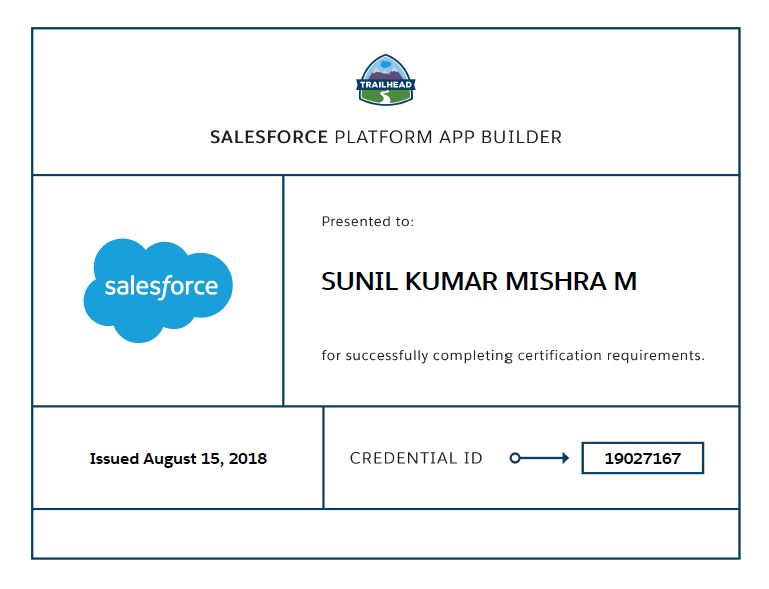 TRAILHEAD
SALESFORCE PLATFORM APP BUILDER
Presented to:
SUNIL KUMAR MISHRA M
salesforce
for successfully completing certification requirements.
Issued August 15, 2018
CREDENTIAL ID
19027167